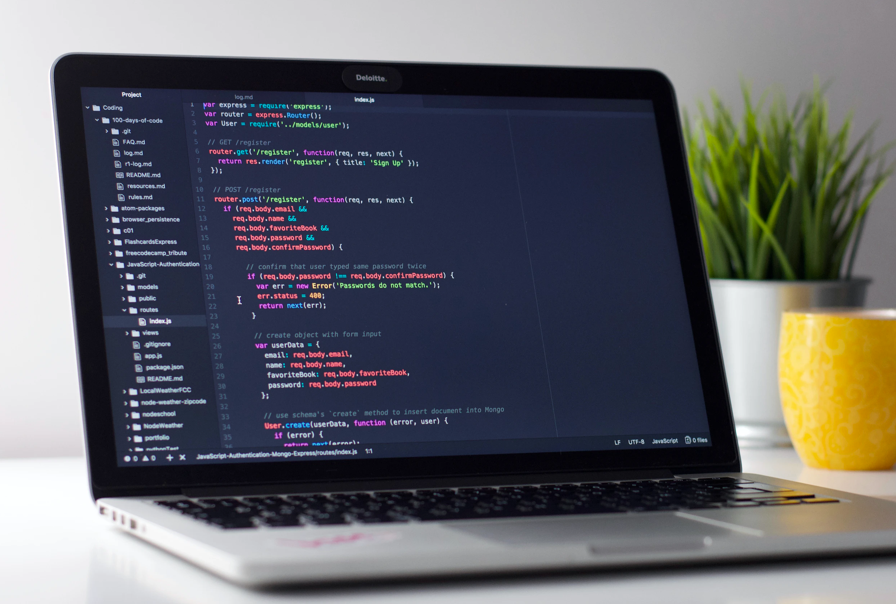 Deloitte.
Project
Coding
100-days-of-code
.git
FAQ.md
log.md
r1-log.md
README.md
resources.md
rules.md
atom-packages
browser_persistence
c01
FlashcardsExpress
freecodecamp_tribute
JavaScript-Authentication
.git
models
public
routes
index.js
views
.gitignore
app.js
package.json
README.md
LocalWeatherFCC
node-weather-zipcode
nodeschool
NodeWeather
portfolio
log.md
index.js
1 var express = require('express');
2 var router = express.Router();
3 var User = require('../models/user');
4
5 // GET /register
6 router.get('/register', function(req, res, next) {
7 return res.render('register', { title: 'Sign Up' });
8 });
9
10 // POST /register
11 router.post('/register', function(req, res, next) {
12 if (req.body.email &&
13 req.body.name &&
14 req.body.favoriteBook &&
15 req.body.password &&
16 req.body.confirmPassword) {
17
18 // confirm that user typed same password twice
19 if (req.body.password !== req.body.confirmPassword) {
20 var err = new Error('Passwords do not match.');
21 err.status = 400;
22 return next(err);
23 }
24
25 // create object with form input
26 var userData = {
27 email: req.body.email,
28 name: req.body.name,
29 favoriteBook: req.body.favoriteBook,
30 password: req.body.password
31 };
32
33 // use schema's `create` method to insert document into Mongo
34 User.create(userData, function (error, user) {
35 if (error) {
return next(error);
0 0
JavaScript-Authentication-Mongo-Express/routes/index.js 1:1
LF UTF-8 JavaScript 0 files